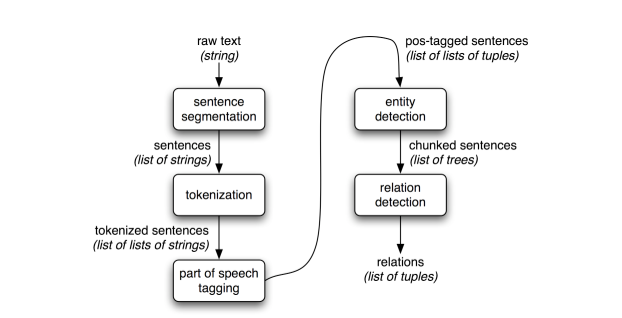 raw text
(string)
sentence
segmentation
sentences
(list of strings)
tokenization
tokenized sentences
(list of lists of strings)
part of speech
tagging
pos-tagged sentences
(list of lists of tuples)
entity
detection
chunked sentences
(list of trees)
relation
detection
relations
(list of tuples)